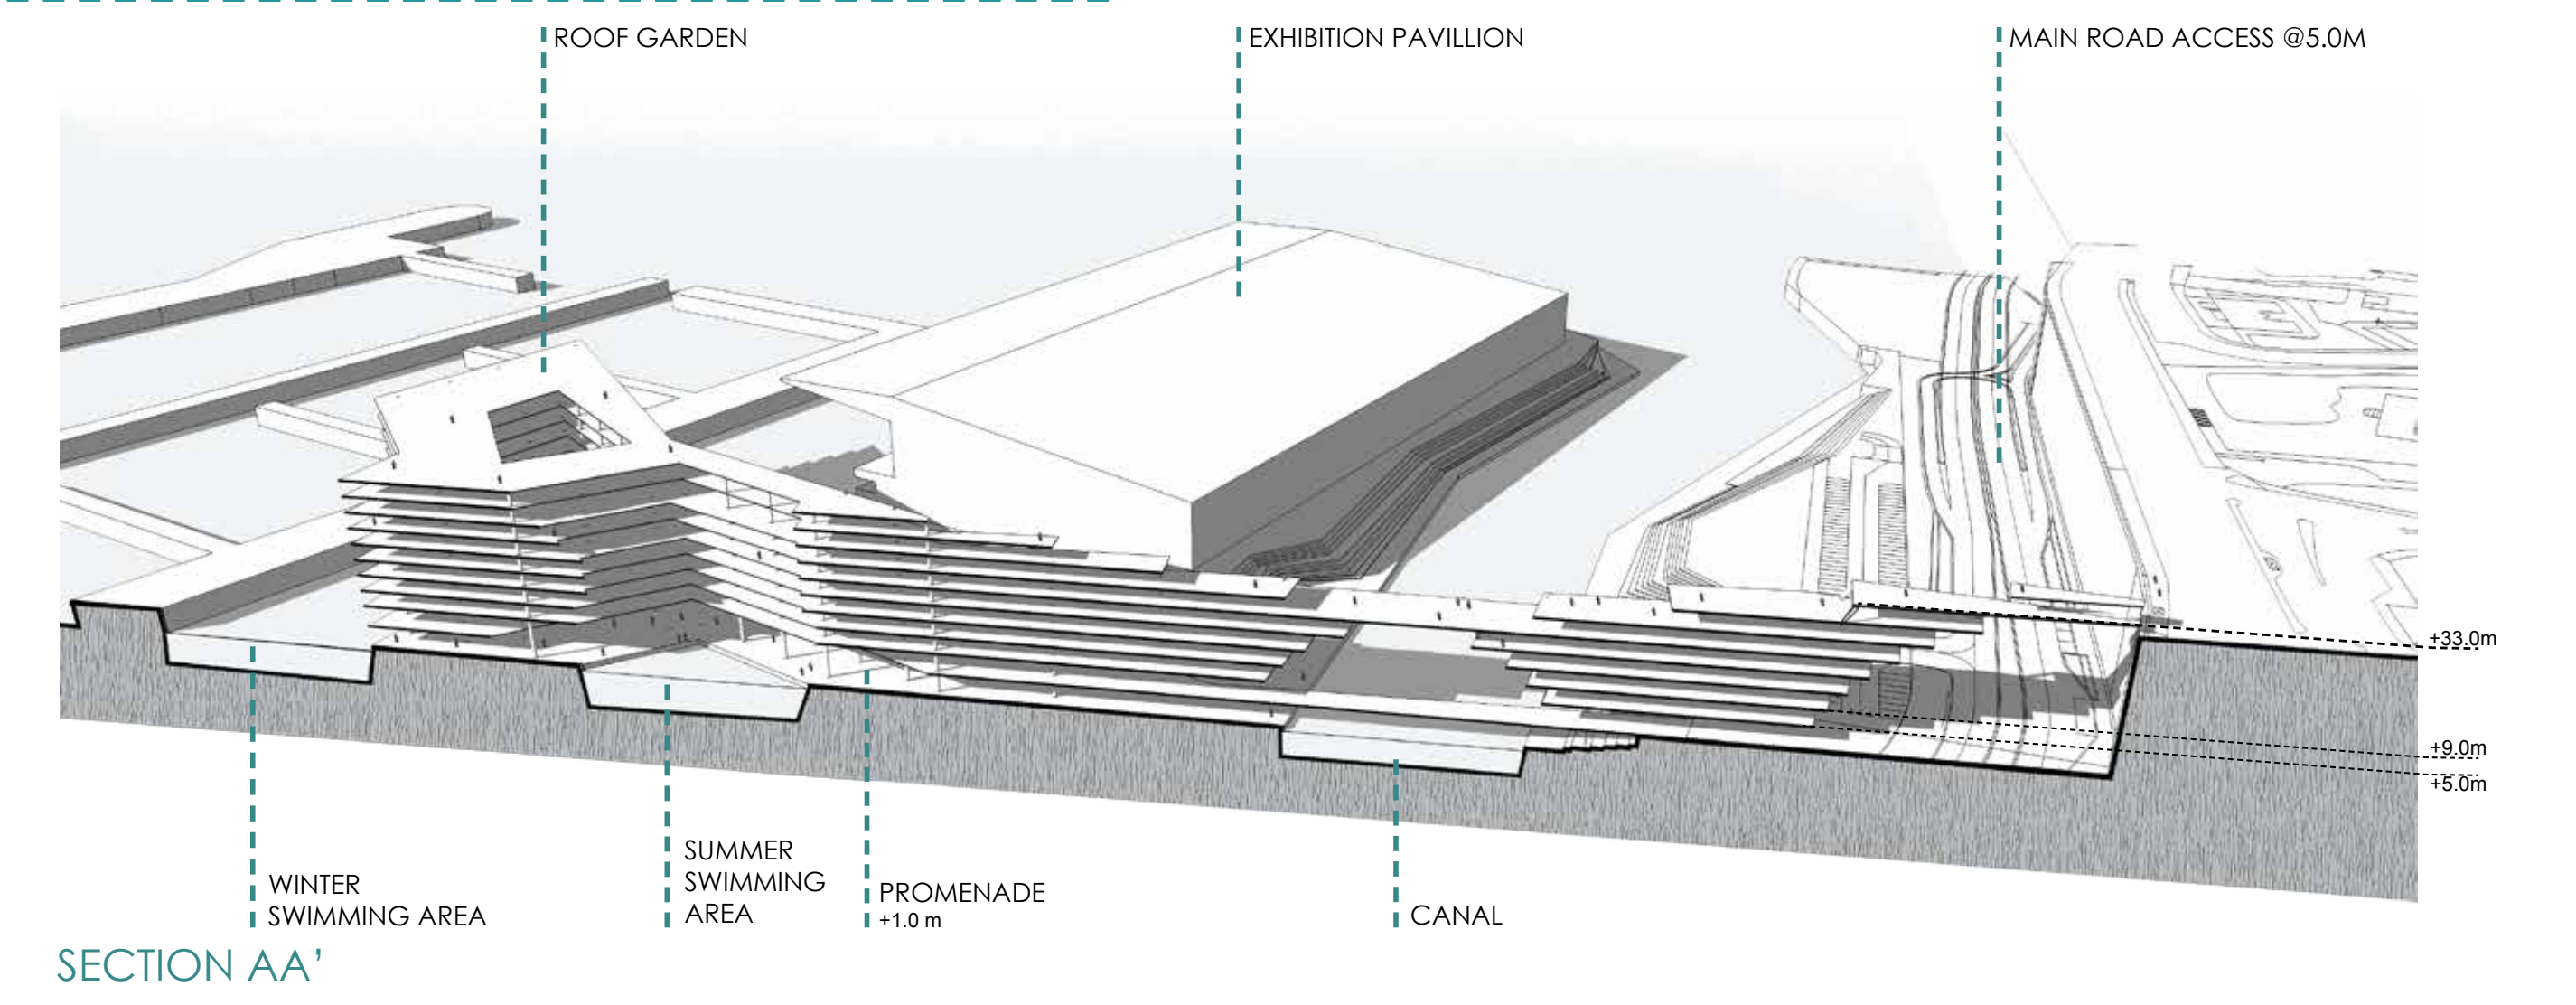 ROOF GARDEN
EXHIBITION PAVILLION
MAIN ROAD ACCESS @5.0M
+33.0m
+9.0m
+5.0m
WINTER
SWIMMING AREA
SUMMER
SWIMMING
AREA
PROMENADE
+1.0 m
CANAL
SECTION AA'